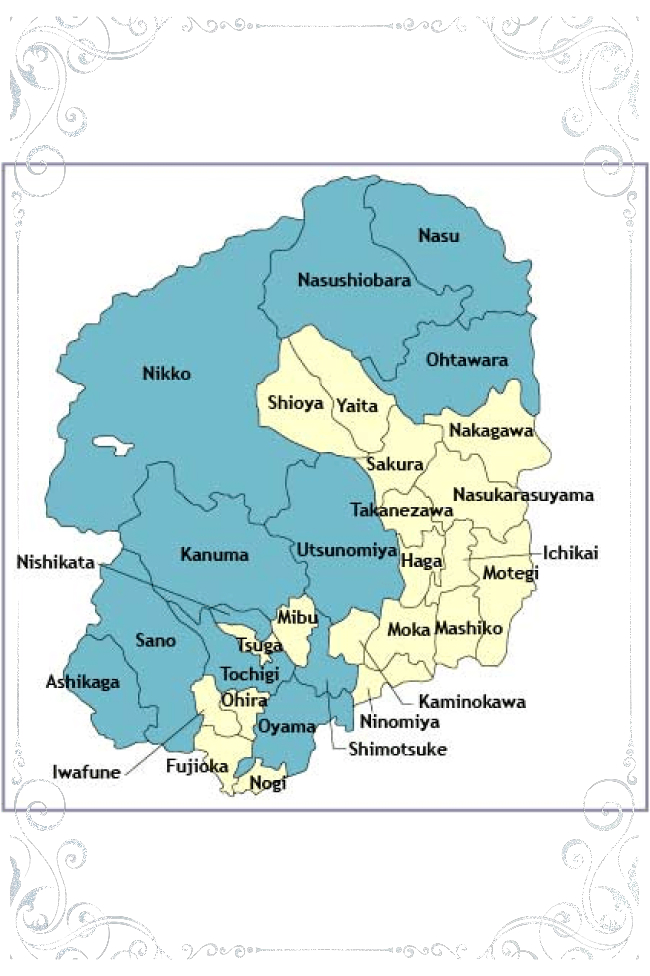 Nasu
Nasushiobara
Ohtawara
Nikko
Shioya
Yaita
Nakagawa
Sakura
Nasukarasuyama
Takanezawa
Utsunomiya
Kanuma
Ichikai
Haga
Nishikata
Motegi
Mibu
Moka
Mashiko
Sano
Tsuga
Tochigi
Ashikaga
Ohira
Kaminokawa
Ninomiya
Oyama
Shimotsuke
Fujioka
Iwafune
Nogi